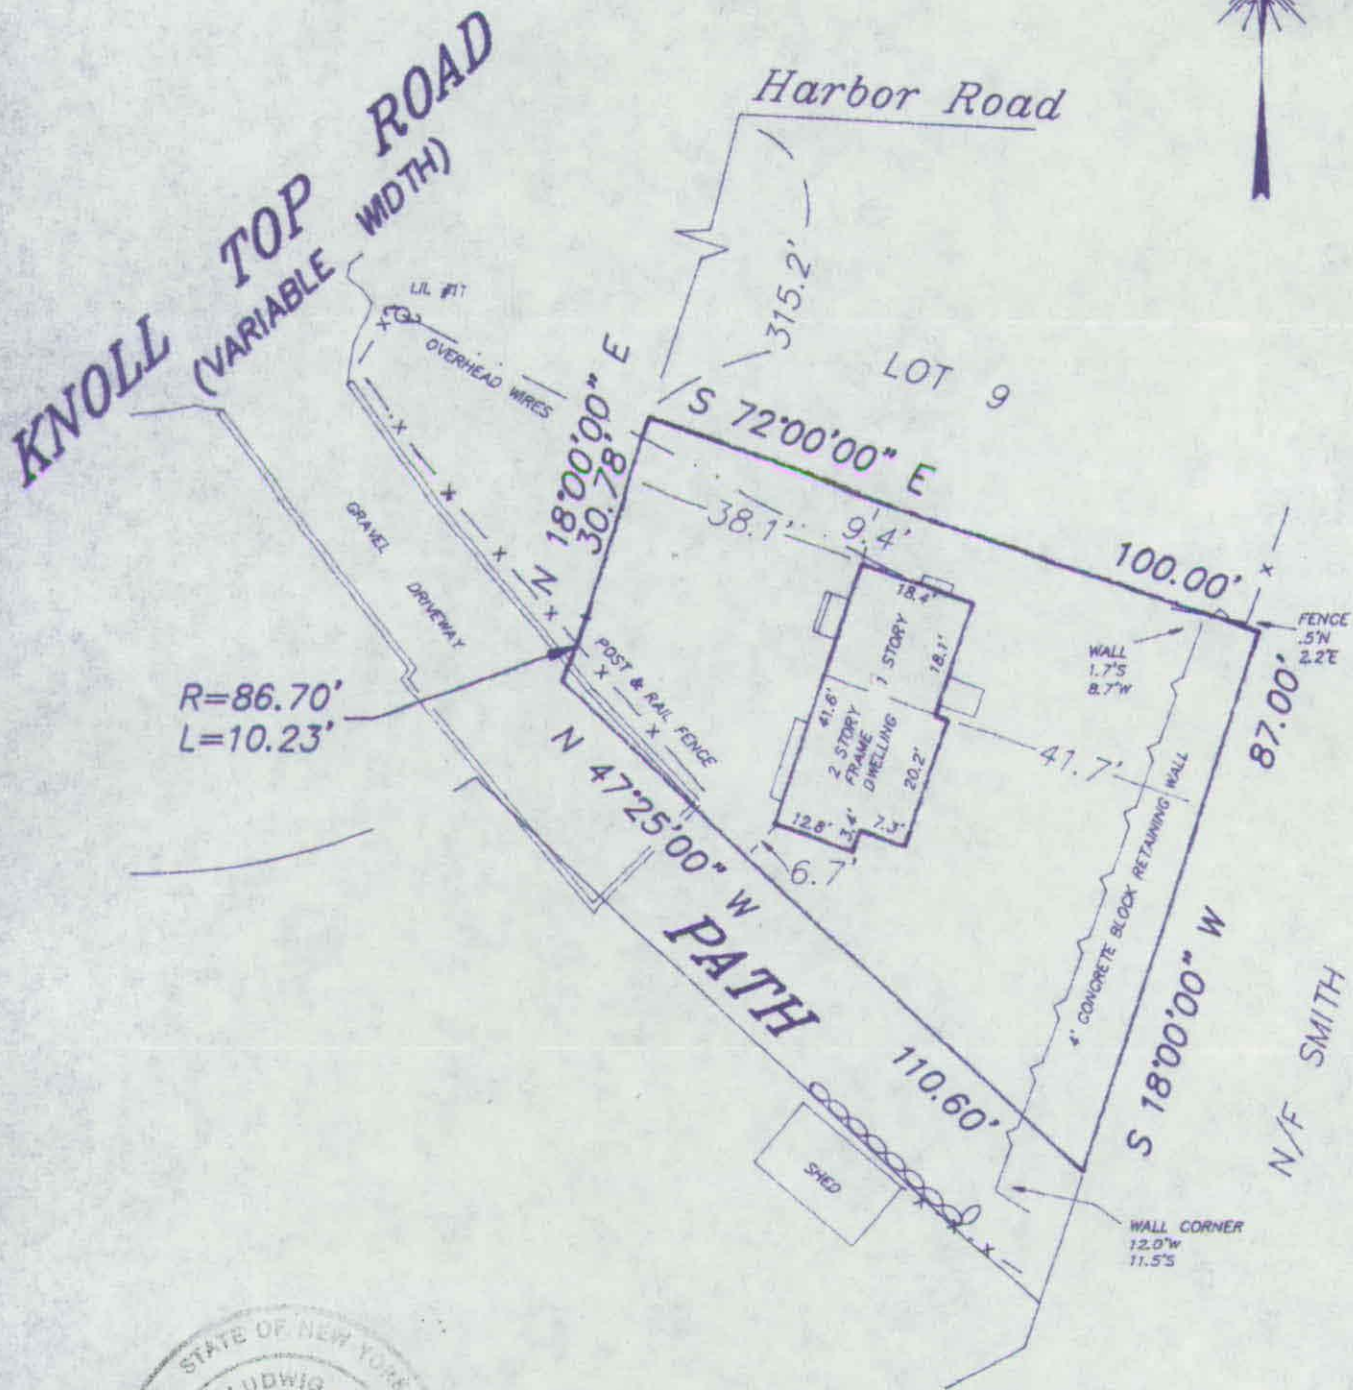 Harbor Road
KNOLL TOP ROAD
(VARIABLE WIDTH)
315.2'
OVERHEAD WIRES
LOT 9
N 18°00'00" E
30.78'
S 72°00'00" E
100.00'
38.1'
9.4'
GRAVEL
DRIVEWAY
18.4'
1 STORY
18.1'
41.6'
2 STORY
FRAME
DWELLING
20.2'
12.8'
3.4'
6.7'
41.7'
POST & RAIL FENCE
WALL
1.7'S
8.7'W
FENCE
.5'N
2.2'E
87.00'
R=86.70'
L=10.23'
N 47°25'00" W
110.60'
PATH
4' CONCRETE BLOCK RETAINING WALL
S 18°00'00" W
N/F SMITH
SHED
WALL CORNER
12.0'W
11.5'S
STATE OF NEW YORK
LUDWIG